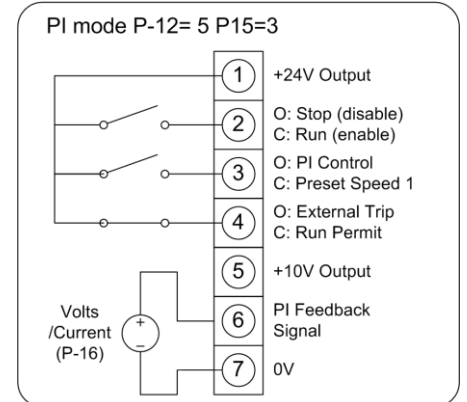 PI mode P-12= 5 P15=3
1
+24V Output
2
O: Stop (disable)
C: Run (enable)
3
O: PI Control
C: Preset Speed 1
4
O: External Trip
C: Run Permit
5
+10V Output
Volts
/Current
(P-16)
+
−
6
PI Feedback
Signal
7
0V